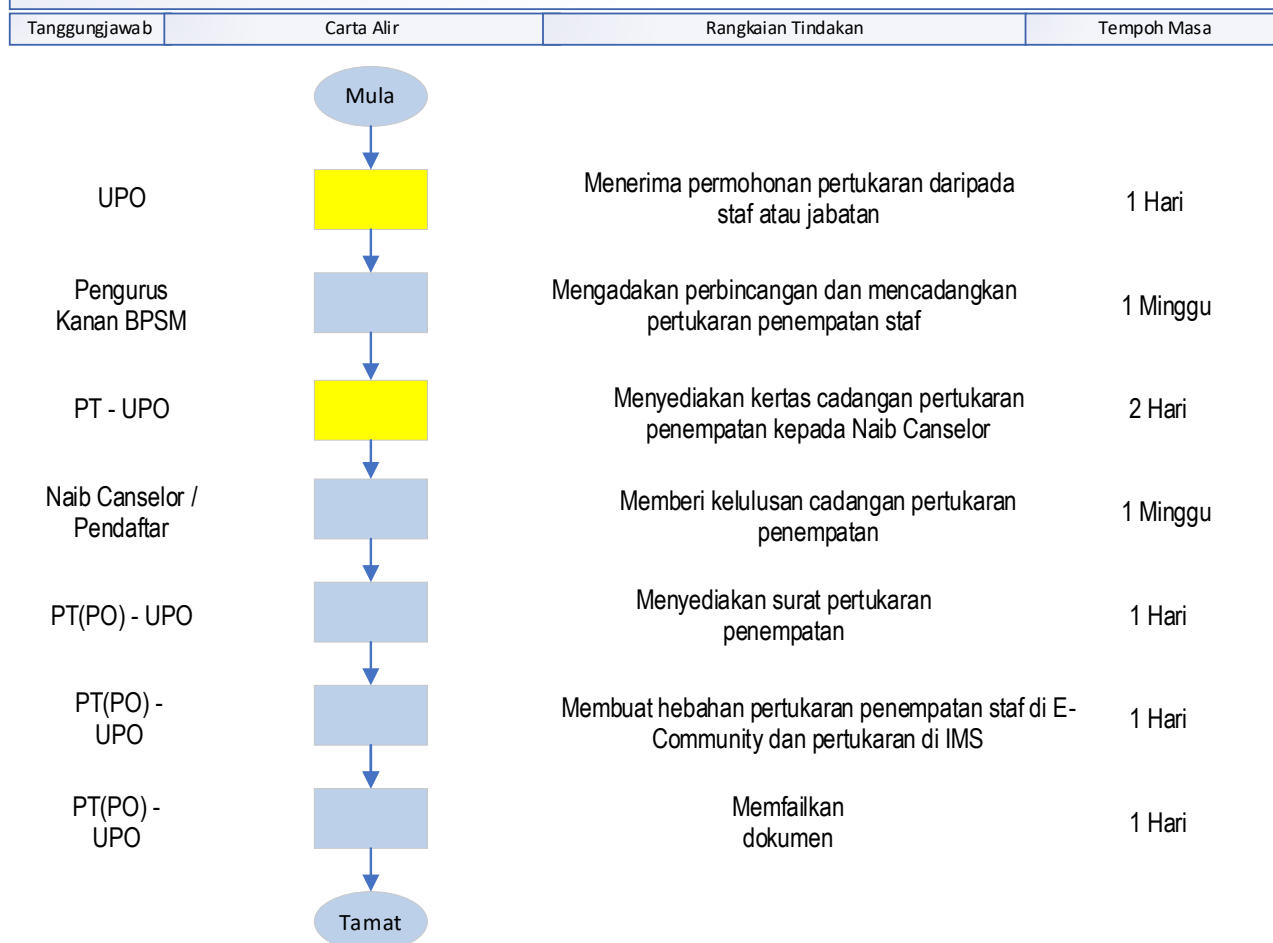 Tanggungjawab
Carta Alir
Rangkaian Tindakan
Tempoh Masa
Mula
UPO
Menerima permohonan pertukaran daripada
staf atau jabatan
1 Hari
Pengurus
Kanan BPSM
Mengadakan perbincangan dan mencadangkan
pertukaran penempatan staf
1 Minggu
PT - UPO
Menyediakan kertas cadangan pertukaran
penempatan kepada Naib Canselor
2 Hari
Naib Canselor /
Pendaftar
Memberi kelulusan cadangan pertukaran
penempatan
1 Minggu
PT(PO) - UPO
Menyediakan surat pertukaran
penempatan
1 Hari
PT(PO) -
UPO
Membuat hebahan pertukaran penempatan staf di E-
Community dan pertukaran di IMS
1 Hari
PT(PO) -
UPO
Memfailkan
dokumen
1 Hari
Tamat